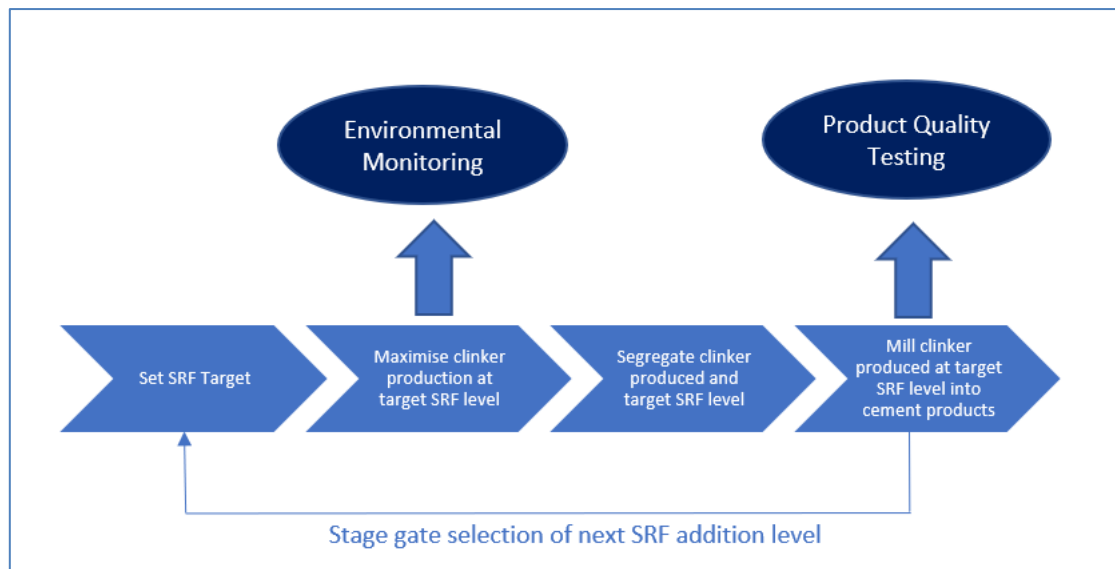 Environmental
Monitoring
Product Quality
Testing
Set SRF Target
Maximise clinker
production at
target SRF level
Segregate clinker
produced and
target SRF level
Mill clinker
produced at target
SRF level into
cement products
Stage gate selection of next SRF addition level